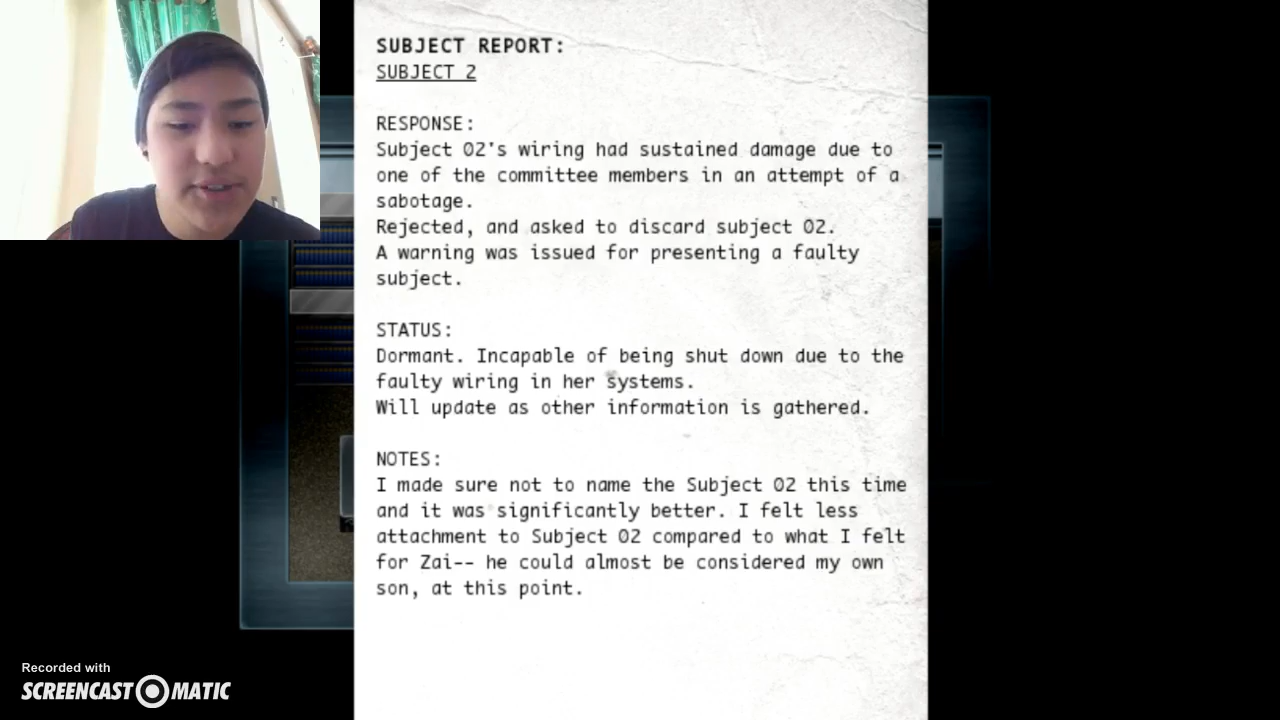 SUBJECT REPORT:
SUBJECT 2
RESPONSE:
Subject 02's wiring had sustained damage due to
one of the committee members in an attempt of a
sabotage.
Rejected, and asked to discard subject 02.
A warning was issued for presenting a faulty
subject.
STATUS:
Dormant. Incapable of being shut down due to the
faulty wiring in her systems.
Will update as other information is gathered.
NOTES:
I made sure not to name the Subject 02 this time
and it was significantly better. I felt less
attachment to Subject 02 compared to what I felt
for Zai-- he could almost be considered my own
son, at this point.
Recorded with
SCREENCAST MATIC